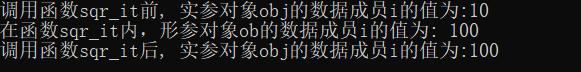 调用函数sqr_it前, 实参对象obj的数据成员i的值为:10
在函数sqr_it内，形参对象ob的数据成员i的值为: 100
调用函数sqr_it后, 实参对象obj的数据成员i的值为:100